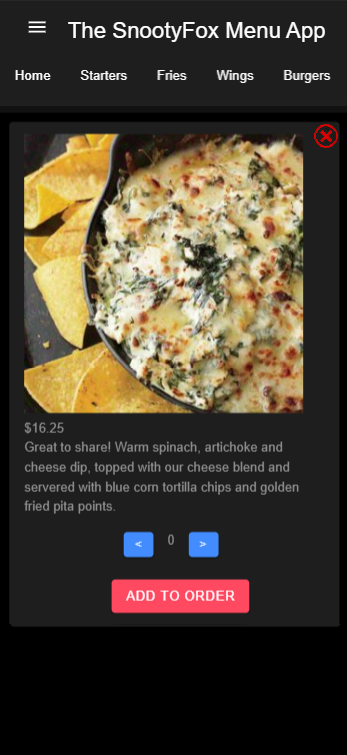 The SnootyFox Menu App
Home Starters Fries Wings Burgers
$16.25
Great to share! Warm spinach, artichoke and
cheese dip, topped with our cheese blend and
servered with blue corn tortilla chips and golden
fried pita points.
< 0 >
ADD TO ORDER